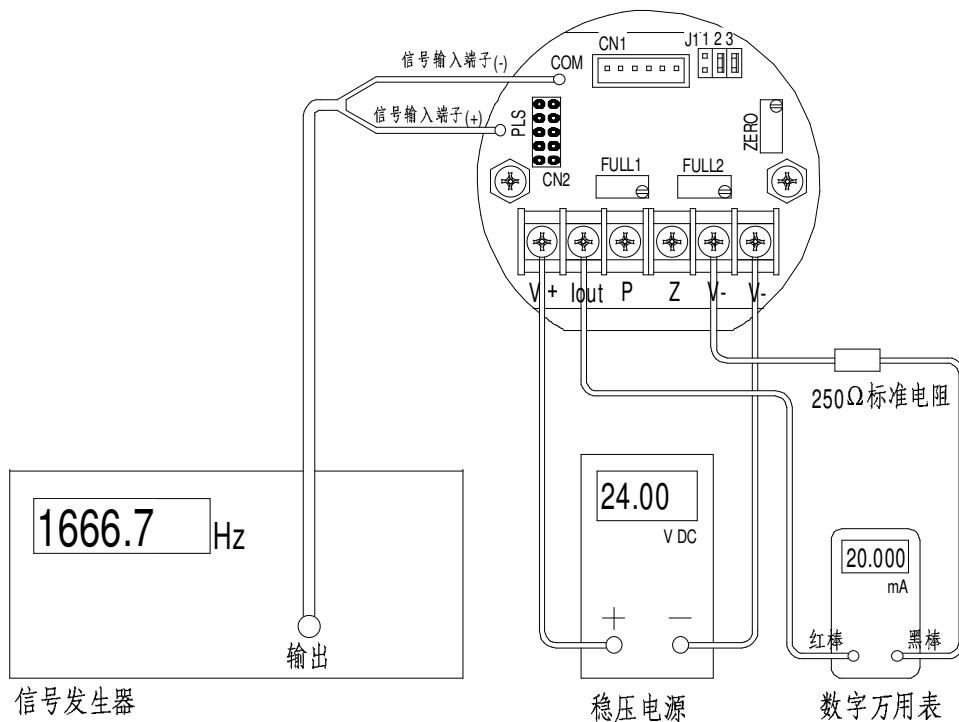 CN1
J1 1 2 3
信号输入端子(-)
COM
信号输入端子(+)
PLS
ZERO
CN2
FULL1
FULL2
V+ Iout P Z V- V-
250Ω标准电阻
24.00
V DC
1666.7 Hz
20.000
mA
+ −
红棒
黑棒
输出
信号发生器
稳压电源
数字万用表